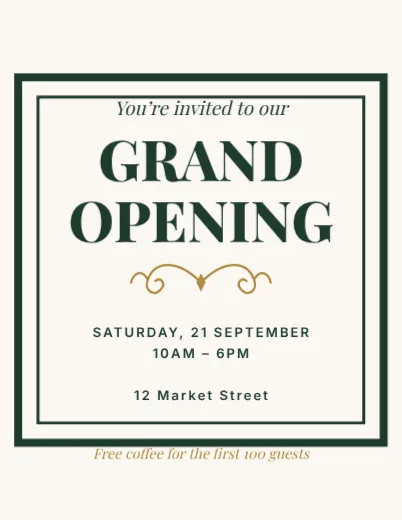 You’re invited to our
GRAND
OPENING
SATURDAY, 21 SEPTEMBER
10AM – 6PM
12 Market Street
Free coffee for the first 100 guests